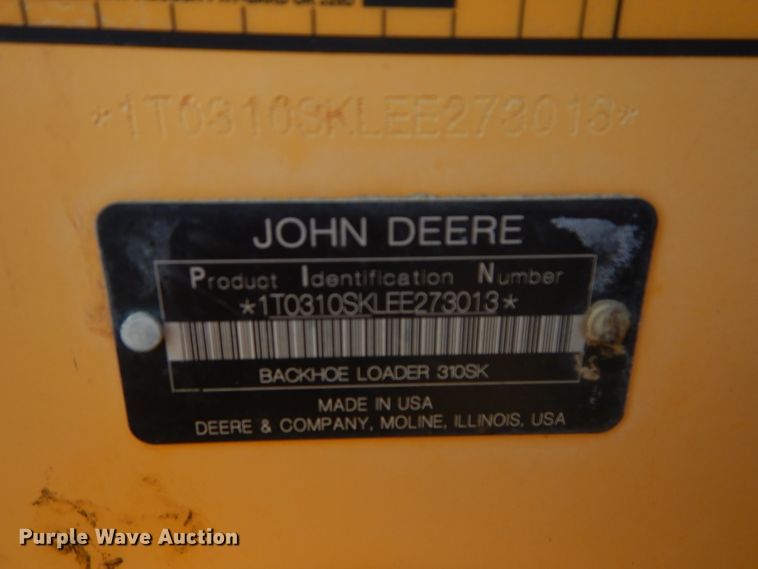 *1T0310SKLEE273013*
JOHN DEERE
Product Identification Number
*1T0310SKLEE273013*
BACKHOE LOADER 310SK
MADE IN USA
DEERE & COMPANY, MOLINE, ILLINOIS, USA
Purple Wave Auction